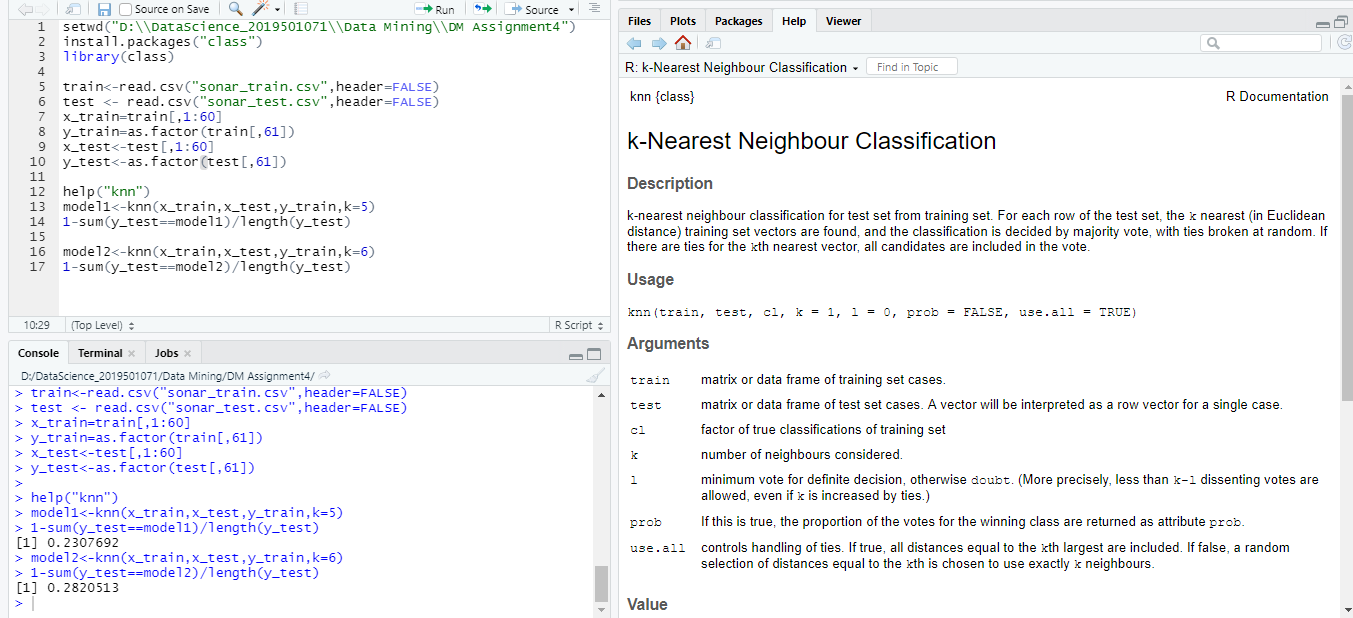 Source on Save
Run
Source
1 setwd("D:\\DataScience_2019501071\\Data Mining\\DM Assignment4")
2 install.packages("class")
3 library(class)
4
5 train<-read.csv("sonar_train.csv",header=FALSE)
6 test <- read.csv("sonar_test.csv",header=FALSE)
7 x_train=train[,1:60]
8 y_train=as.factor(train[,61])
9 x_test<-test[,1:60]
10 y_test<-as.factor(test[,61])
11
12 help("knn")
13 model1<-knn(x_train,x_test,y_train,k=5)
14 1-sum(y_test==model1)/length(y_test)
15
16 model2<-knn(x_train,x_test,y_train,k=6)
17 1-sum(y_test==model2)/length(y_test)
10:29 (Top Level) R Script
Console Terminal Jobs
D:/DataScience_2019501071/Data Mining/DM Assignment4/
> train<-read.csv("sonar_train.csv",header=FALSE)
> test <- read.csv("sonar_test.csv",header=FALSE)
> x_train=train[,1:60]
> y_train=as.factor(train[,61])
> x_test<-test[,1:60]
> y_test<-as.factor(test[,61])
>
> help("knn")
> model1<-knn(x_train,x_test,y_train,k=5)
> 1-sum(y_test==model1)/length(y_test)
[1] 0.2307692
> model2<-knn(x_train,x_test,y_train,k=6)
> 1-sum(y_test==model2)/length(y_test)
[1] 0.2820513
>
Files Plots Packages Help Viewer
R: k-Nearest Neighbour Classification Find in Topic
knn {class} R Documentation
k-Nearest Neighbour Classification
Description
k-nearest neighbour classification for test set from training set. For each row of the test set, the k nearest (in Euclidean
distance) training set vectors are found, and the classification is decided by majority vote, with ties broken at random. If
there are ties for the kth nearest vector, all candidates are included in the vote.
Usage
knn(train, test, cl, k = 1, l = 0, prob = FALSE, use.all = TRUE)
Arguments
train matrix or data frame of training set cases.
test matrix or data frame of test set cases. A vector will be interpreted as a row vector for a single case.
cl factor of true classifications of training set
k number of neighbours considered.
l minimum vote for definite decision, otherwise doubt. (More precisely, less than k-l dissenting votes are
allowed, even if k is increased by ties.)
prob If this is true, the proportion of the votes for the winning class are returned as attribute prob.
use.all controls handling of ties. If true, all distances equal to the kth largest are included. If false, a random
selection of distances equal to the kth is chosen to use exactly k neighbours.
Value